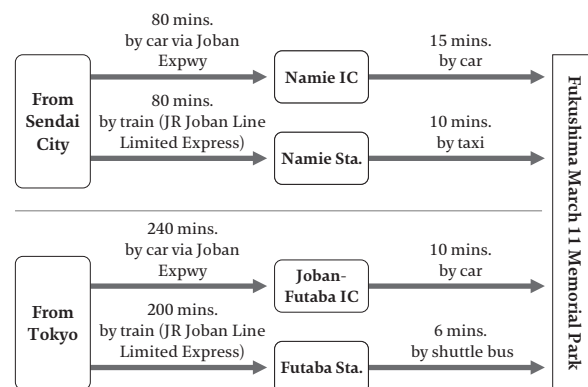 80 mins.
by car via Joban
Expwy
15 mins.
by car
Namie IC
From
Sendai
City
80 mins.
by train (JR Joban Line
Limited Express)
10 mins.
by taxi
Namie Sta.
240 mins.
by car via Joban
Expwy
10 mins.
by car
Joban-
Futaba IC
From
Tokyo
200 mins.
by train (JR Joban Line
Limited Express)
6 mins.
by shuttle bus
Futaba Sta.
Fukushima March 11 Memorial Park